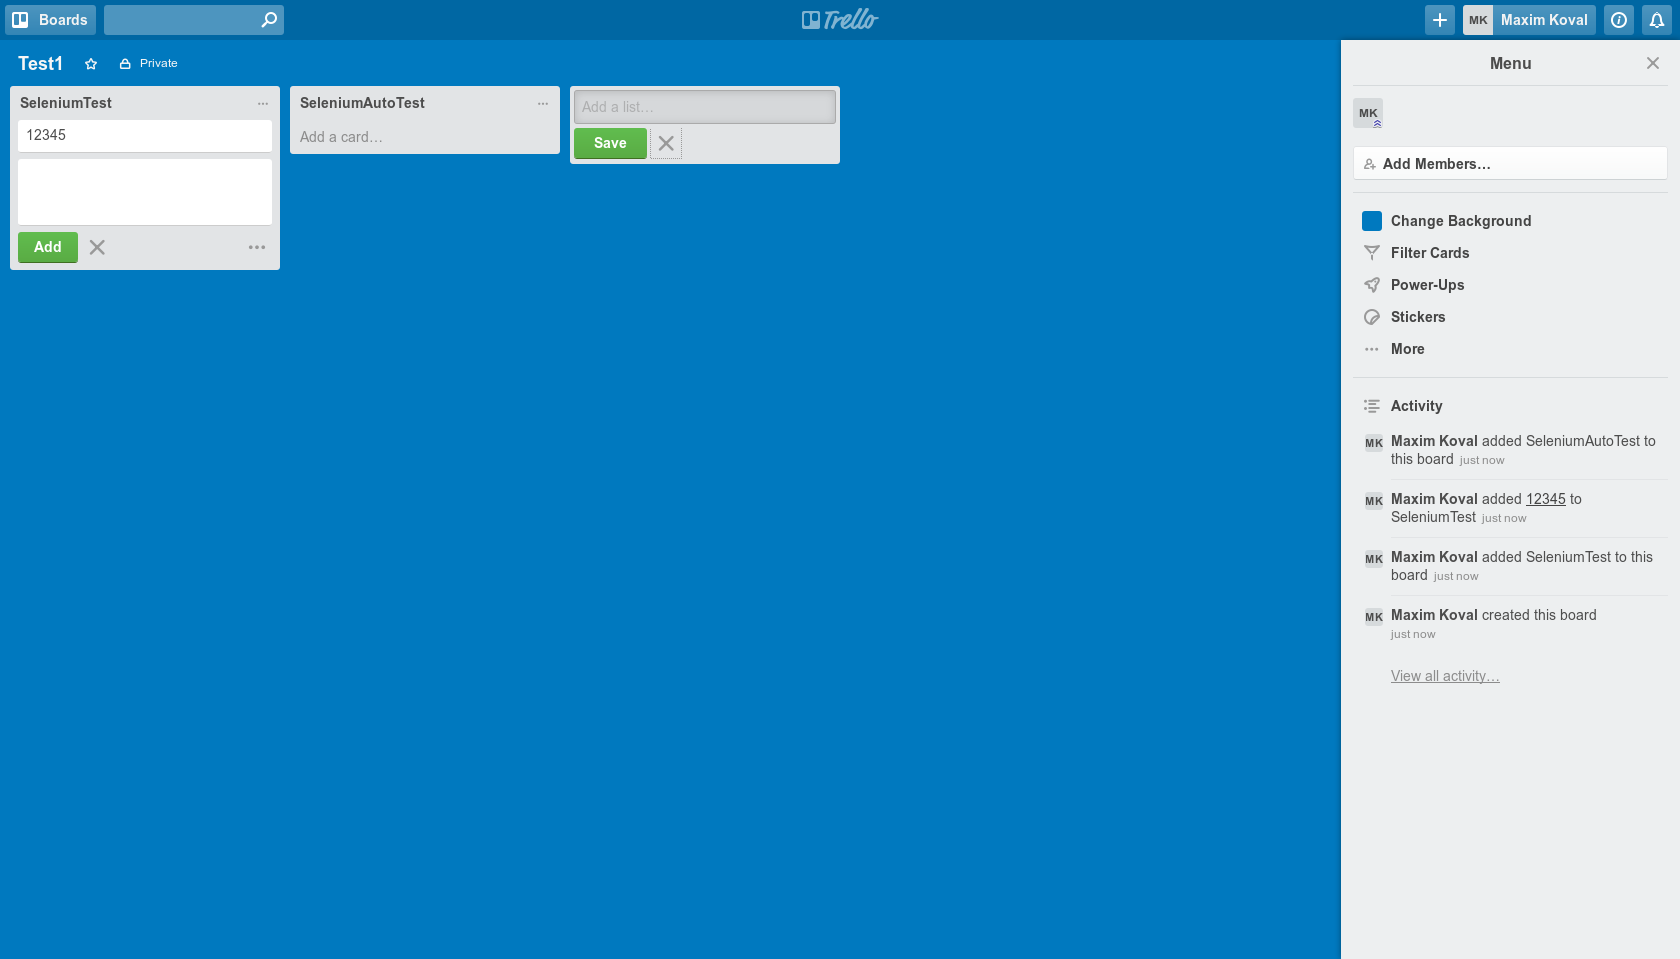 Boards
Trello
MK Maxim Koval
Test1
Private
SeleniumTest
12345
Add
SeleniumAutoTest
Add a card…
Add a list…
Save
Menu
MK
Add Members…
Change Background
Filter Cards
Power-Ups
Stickers
More
Activity
MK Maxim Koval added SeleniumAutoTest to
this board just now
MK Maxim Koval added 12345 to
SeleniumTest just now
MK Maxim Koval added SeleniumTest to this
board just now
MK Maxim Koval created this board
just now
View all activity…